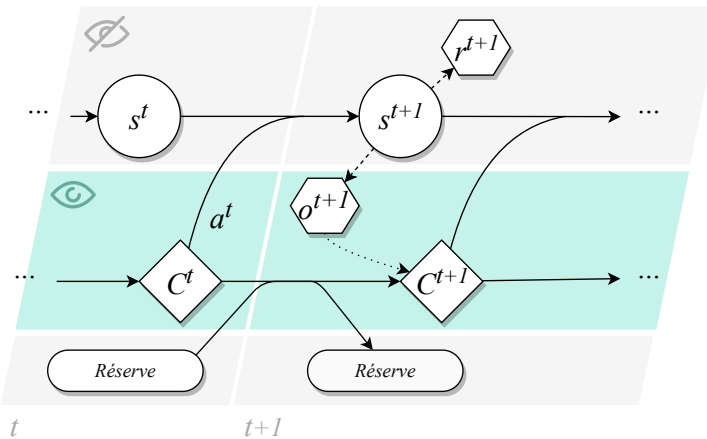 r^{t+1}
... s^t s^{t+1} ...
o^{t+1}
a^t
... C^t C^{t+1} ...
Réserve Réserve
t t+1